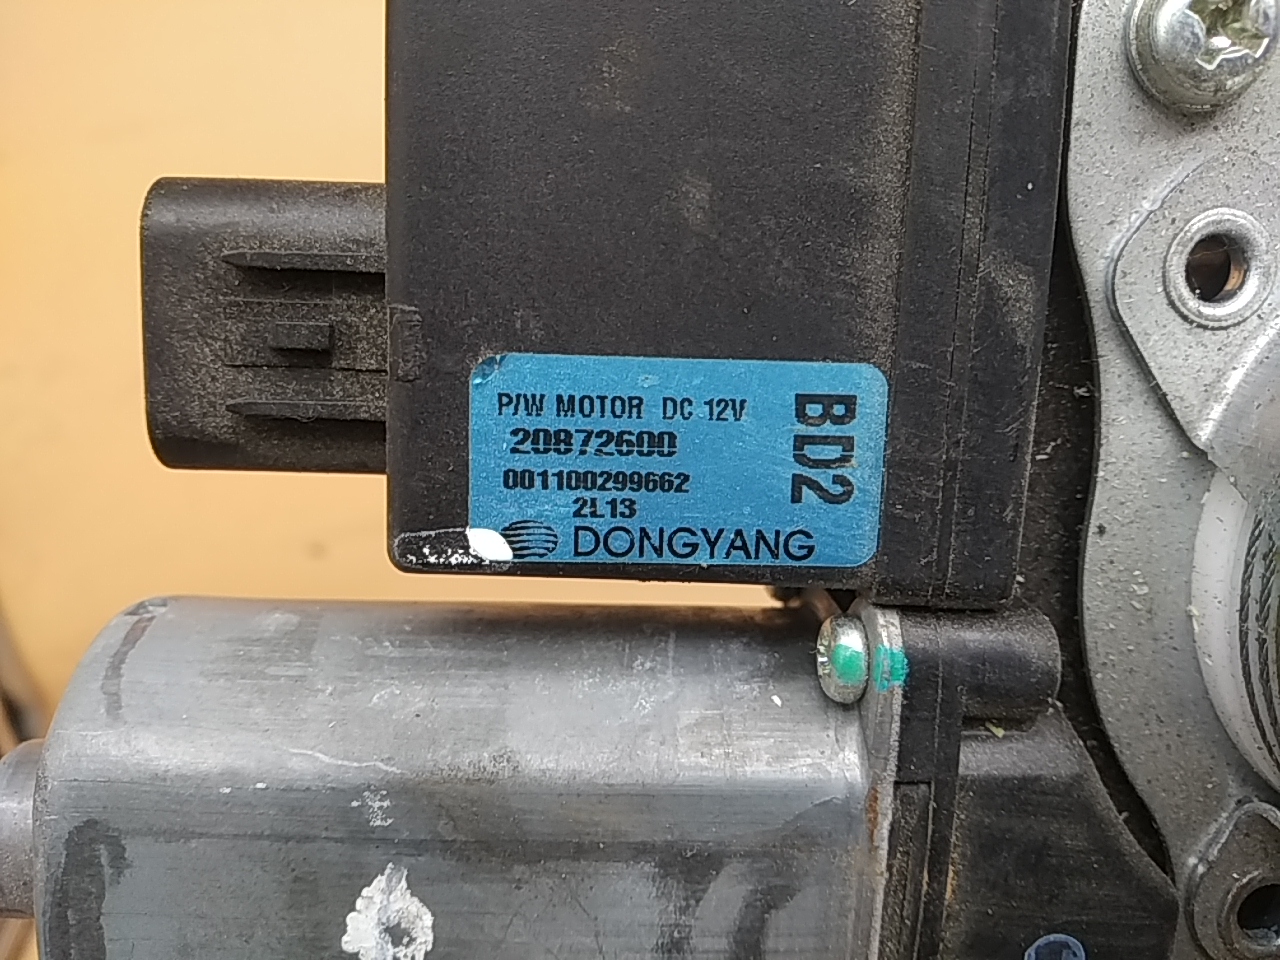 P/W MOTOR DC 12V
20872600
001100299662
2L13
DONGYANG
BD2